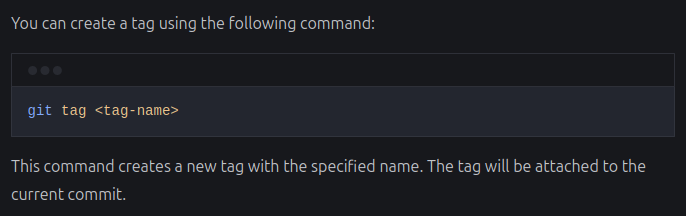 You can create a tag using the following command:
git tag <tag-name>
This command creates a new tag with the specified name. The tag will be attached to the
current commit.